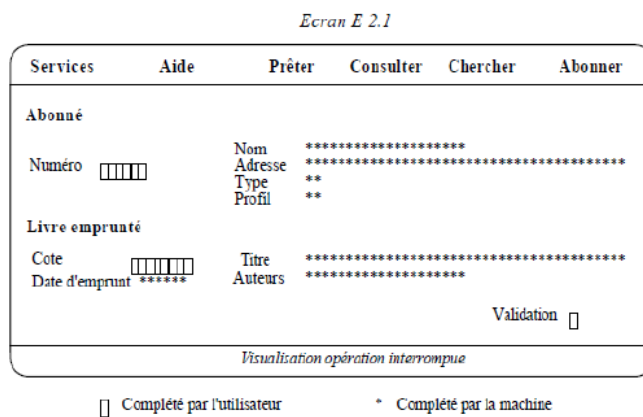 Ecran E 2.1
Services Aide Prêter Consulter Chercher Abonner
Abonné
Nom ********************
Numéro Adresse ****************************************
Type **
Profil **
Livre emprunté
Cote Titre ****************************************
Date d'emprunt ****** Auteurs ********************
Validation
Visualisation opération interrompue
[] Complété par l'utilisateur * Complété par la machine